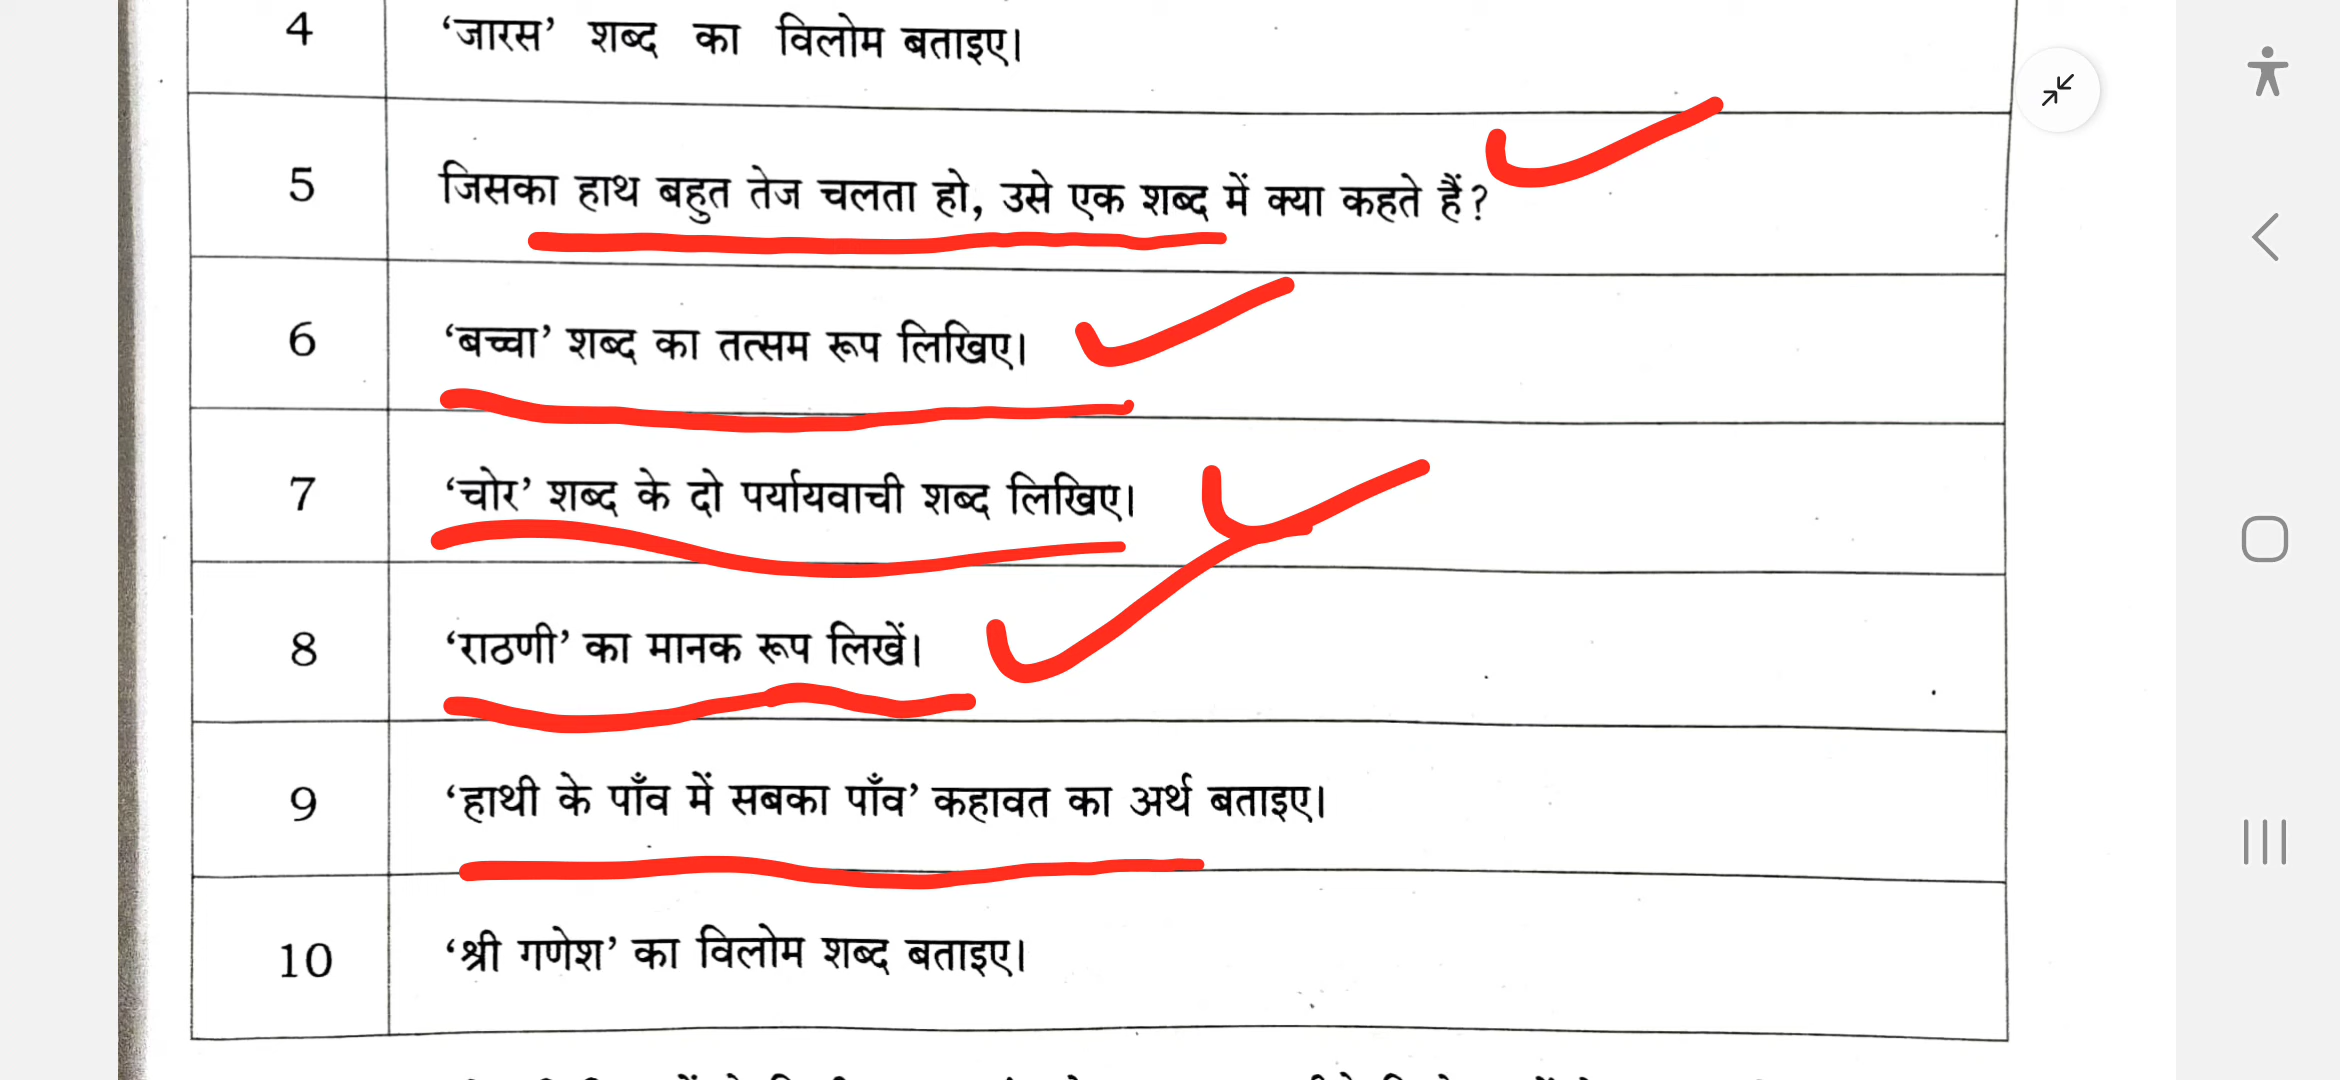 4 ‘जारस’ शब्द का विलोम बताइए।
5 जिसका हाथ बहुत तेज चलता हो, उसे एक शब्द में क्या कहते हैं?
6 ‘बच्चा’ शब्द का तत्सम रूप लिखिए।
7 ‘चोर’ शब्द के दो पर्यायवाची शब्द लिखिए।
8 ‘राठणी’ का मानक रूप लिखें।
9 ‘हाथी के पाँव में सबका पाँव’ कहावत का अर्थ बताइए।
10 ‘श्री गणेश’ का विलोम शब्द बताइए।